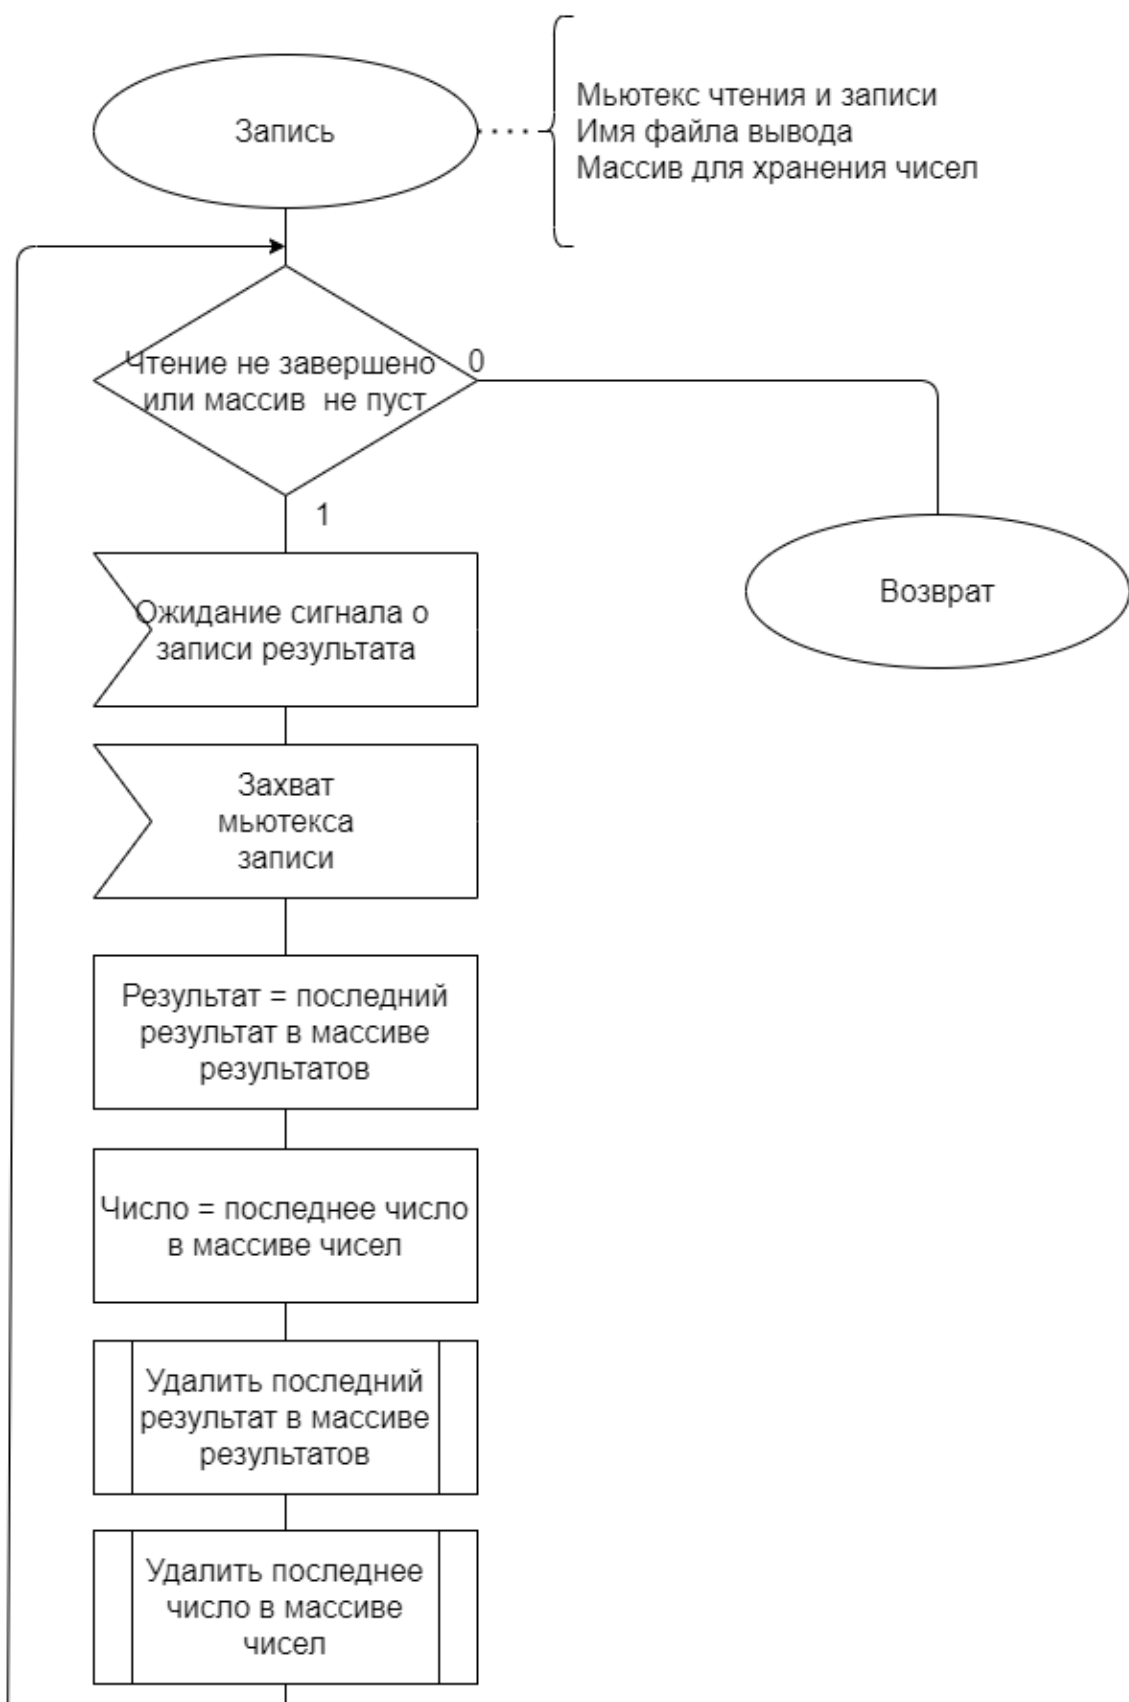 Запись
Мьютекс чтения и записи
Имя файла вывода
Массив для хранения чисел
Чтение не завершено
или массив  не пуст
0
1
Ожидание сигнала о
записи результата
Возврат
Захват
мьютекса
записи
Результат = последний
результат в массиве
результатов
Число = последнее число
в массиве чисел
Удалить последний
результат в массиве
результатов
Удалить последнее
число в массиве
чисел